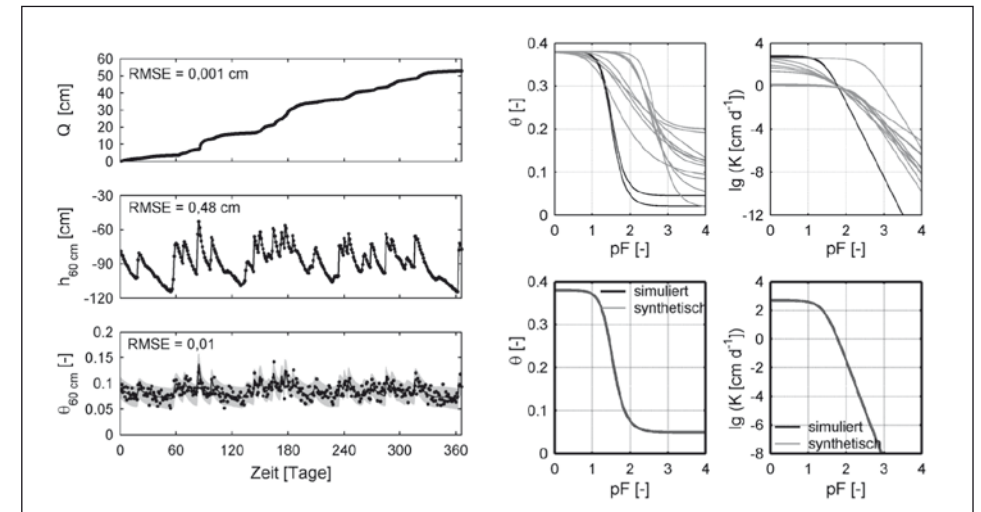 60
50
40
30
20
10
0
Q [cm]
RMSE = 0,001 cm
-30
-60
-90
-120
h60 cm [cm]
RMSE = 0,48 cm
0.2
0.15
0.1
0.05
0
θ60 cm [-]
RMSE = 0,01
0 60 120 180 240 300 360
Zeit [Tage]
0.4
0.3
0.2
0.1
0
θ [-]
0 1 2 3 4
pF [-]
4
0
-4
-8
-12
lg (K [cm d-1])
0 1 2 3 4
pF [-]
0.4
0.3
0.2
0.1
0
θ [-]
simuliert
synthetisch
0 1 2 3 4
pF [-]
4
2
0
-2
-4
-6
-8
lg (K [cm d-1])
simuliert
synthetisch
0 1 2 3 4
pF [-]